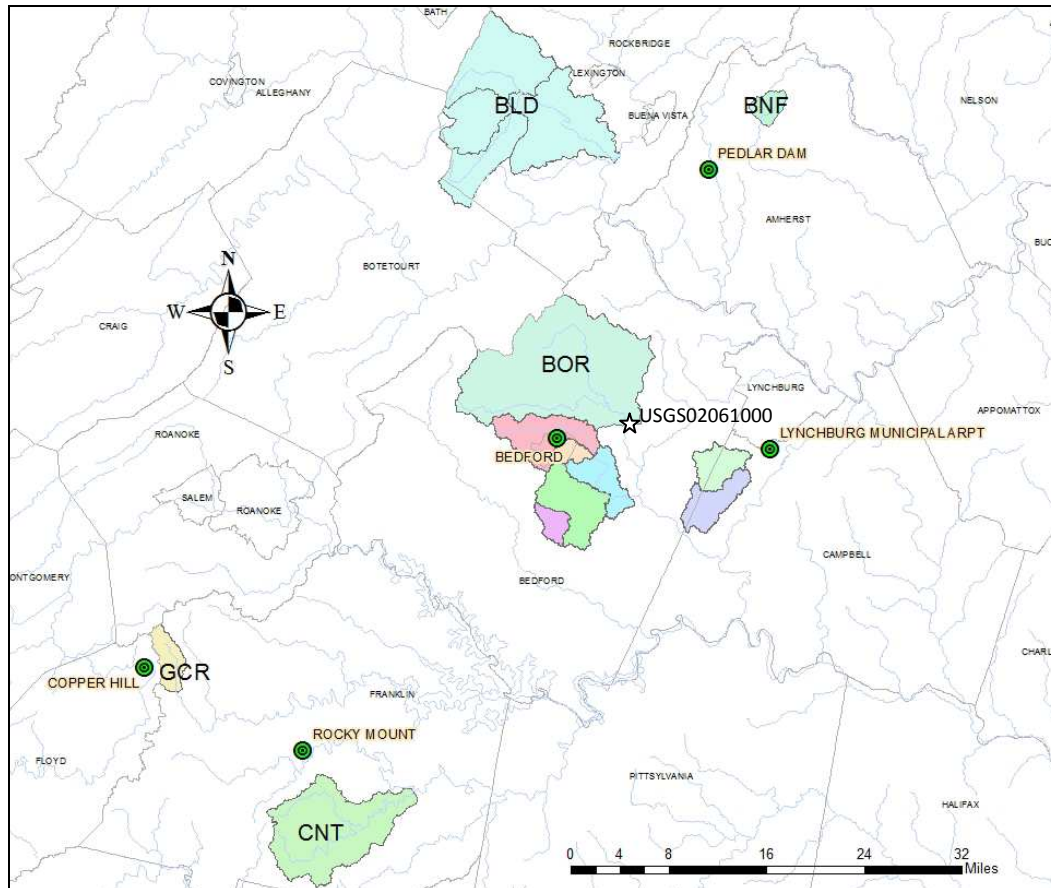 BATH
ROCKBRIDGE
COVINGTON
ALLEGHANY
LEXINGTON
BLD
BUENA VISTA
BNF
NELSON
PEDLAR DAM
AMHERST
BUC
BOTETOURT
N
W E
S
CRAIG
BOR
LYNCHBURG
USGS02061000
APPOMATTOX
ROANOKE
LYNCHBURG MUNICIPAL ARPT
BEDFORD
SALEM
ROANOKE
CAMPBELL
ONTGOMERY
BEDFORD
CHARL
COPPER HILL
GCR
FRANKLIN
ROCKY MOUNT
FLOYD
PITTSYLVANIA
HALIFAX
CNT
0 4 8 16 24 32
Miles